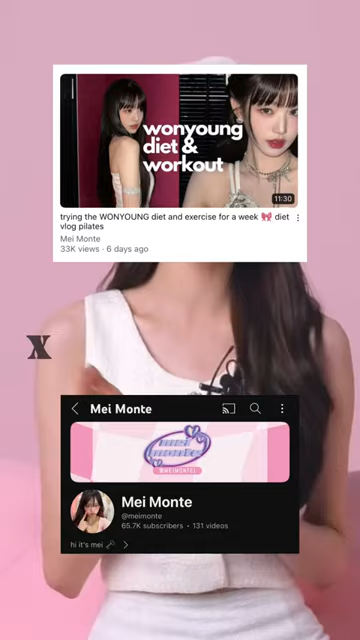 wonyoung
diet &
workout
11:30
trying the WONYOUNG diet and exercise for a week 🎀 diet
vlog pilates
Mei Monte
33K views · 6 days ago
X
Mei Monte
@MEIMONTE1
Mei Monte
@meimonte
65.7K subscribers • 131 videos
hi it's mei 🗝️ >